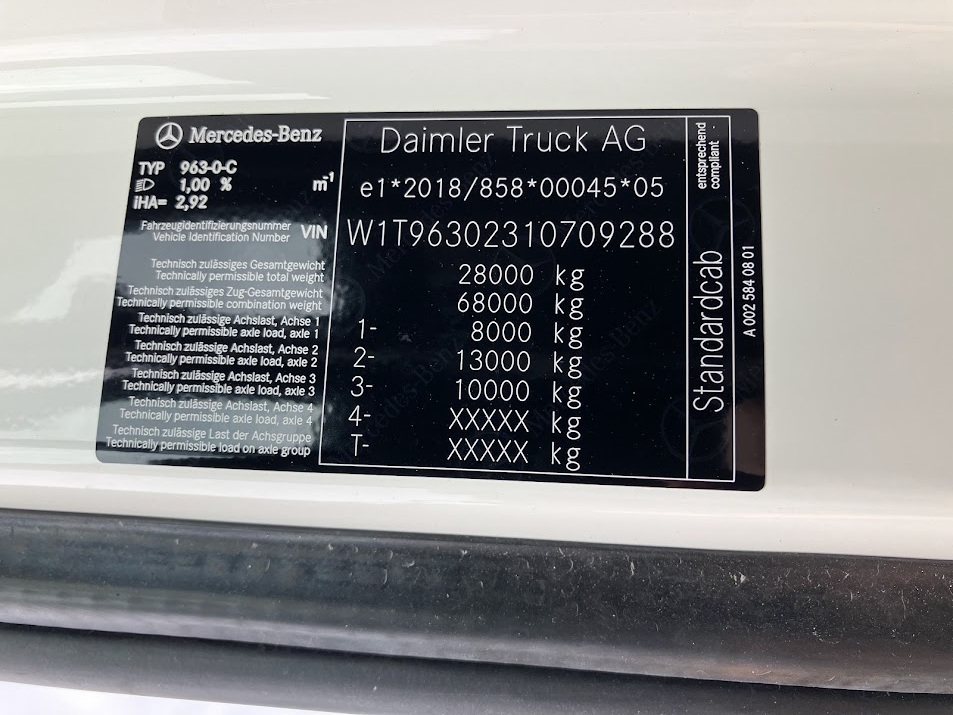 Mercedes-Benz
TYP 963-0-C
1,00 % m⁻¹
iHA= 2,92
Daimler Truck AG
e1*2018/858*00045*05
Fahrzeugidentifizierungsnummer
Vehicle Identification Number VIN W1T96302310709288
Technisch zulässiges Gesamtgewicht
Technically permissible total weight 28000 kg
Technisch zulässiges Zug-Gesamtgewicht
Technically permissible combination weight 68000 kg
Technisch zulässige Achslast, Achse 1
Technically permissible axle load, axle 1 1- 8000 kg
Technisch zulässige Achslast, Achse 2
Technically permissible axle load, axle 2 2- 13000 kg
Technisch zulässige Achslast, Achse 3
Technically permissible axle load, axle 3 3- 10000 kg
Technisch zulässige Achslast, Achse 4
Technically permissible axle load, axle 4 4- XXXXX kg
Technisch zulässige Last der Achsgruppe
Technically permissible load on axle group T- XXXXX kg
entsprechend
compliant
Standardcab
A 002 584 08 01